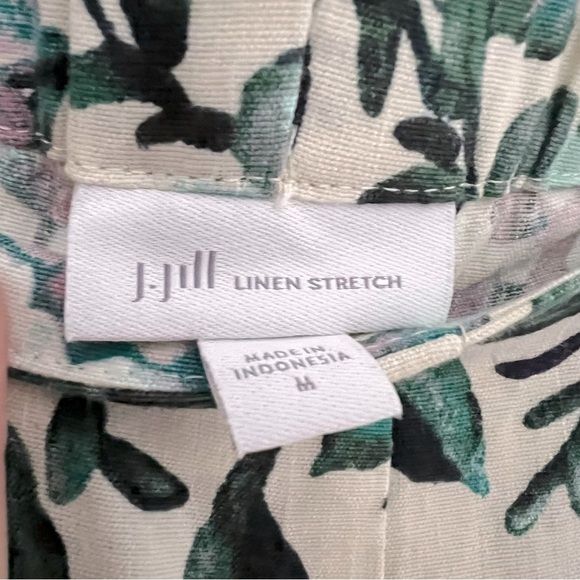 J.Jill LINEN STRETCH
MADE IN
INDONESIA
M